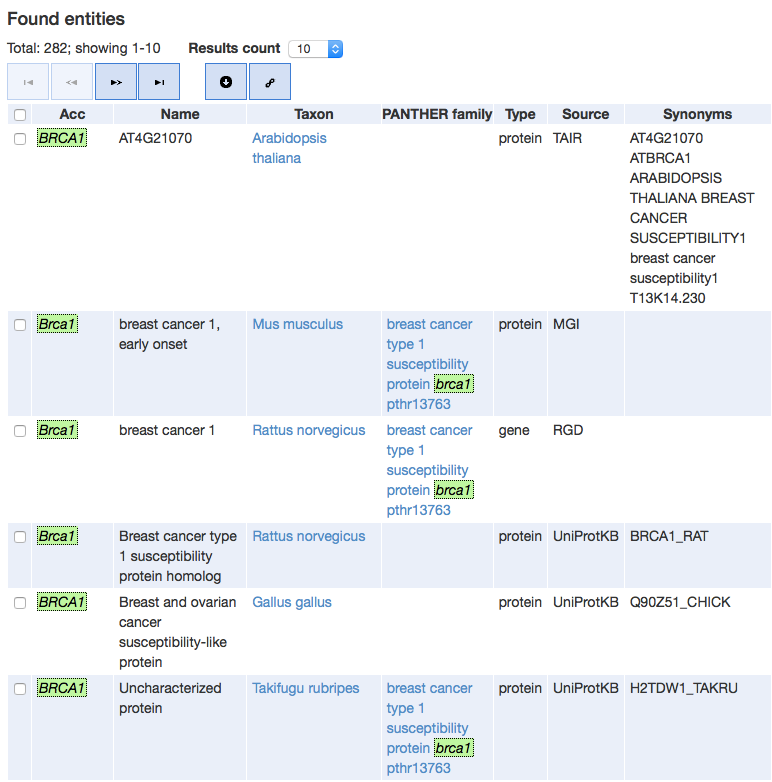 Found entities
Total: 282; showing 1-10 Results count 10
Acc Name Taxon PANTHER family Type Source Synonyms
BRCA1 AT4G21070 Arabidopsis thaliana protein TAIR AT4G21070
ATBRCA1
ARABIDOPSIS
THALIANA BREAST
CANCER
SUSCEPTIBILITY1
breast cancer
susceptibility1
T13K14.230
Brca1 breast cancer 1, early onset Mus musculus breast cancer
type 1
susceptibility
protein brca1
pthr13763
protein MGI
Brca1 breast cancer 1 Rattus norvegicus breast cancer
type 1
susceptibility
protein brca1
pthr13763
gene RGD
Brca1 Breast cancer type
1 susceptibility
protein homolog
Rattus norvegicus protein UniProtKB BRCA1_RAT
BRCA1 Breast and ovarian
cancer
susceptibility-like
protein
Gallus gallus protein UniProtKB Q90Z51_CHICK
BRCA1 Uncharacterized
protein
Takifugu rubripes breast cancer
type 1
susceptibility
protein brca1
pthr13763
protein UniProtKB H2TDW1_TAKRU